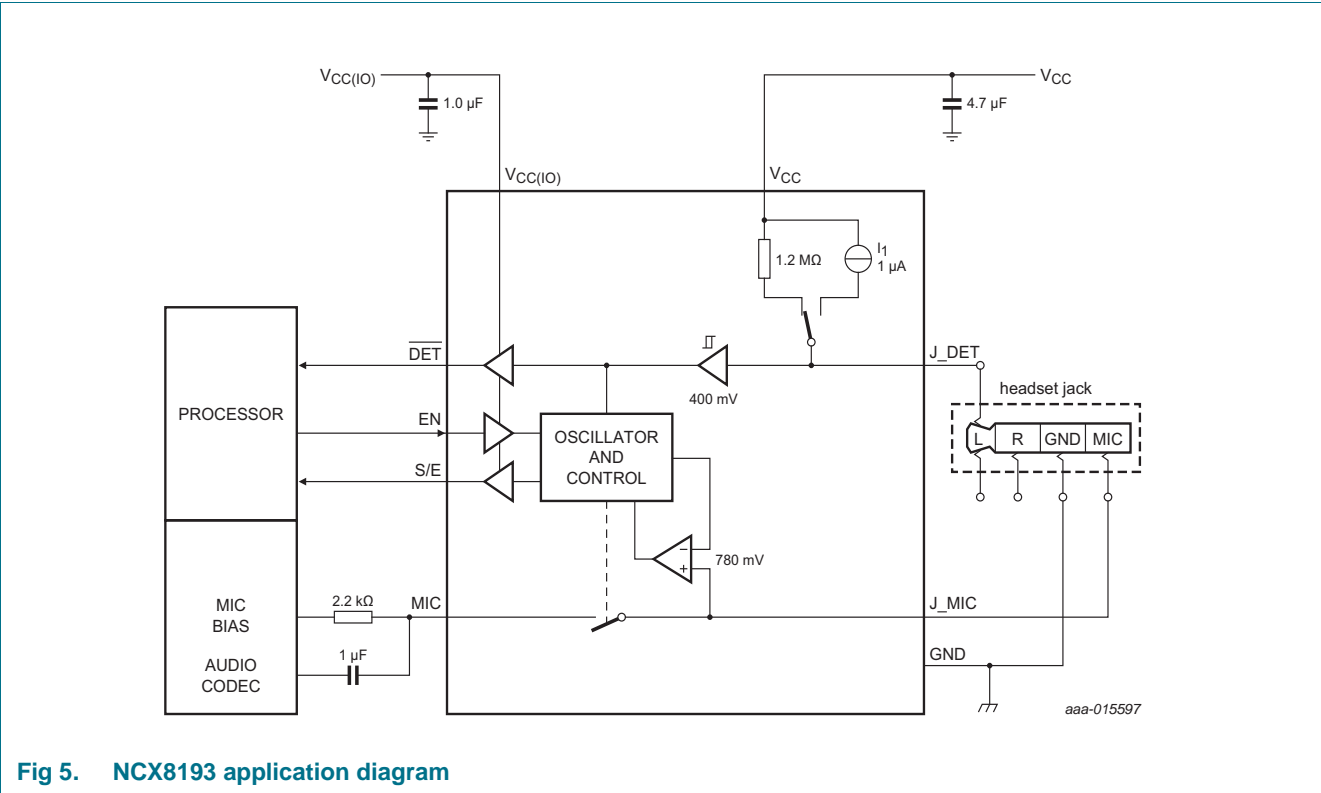 VCC(IO)
1.0 µF
VCC
4.7 µF
VCC(IO)
VCC
1.2 MΩ
I1
1 µA
DET
400 mV
J_DET
headset jack
PROCESSOR
EN
OSCILLATOR
AND
CONTROL
S/E
L R GND MIC
780 mV
- +
MIC
BIAS
2.2 kΩ
MIC
J_MIC
AUDIO
CODEC
1 µF
GND
aaa-015597
Fig 5. NCX8193 application diagram